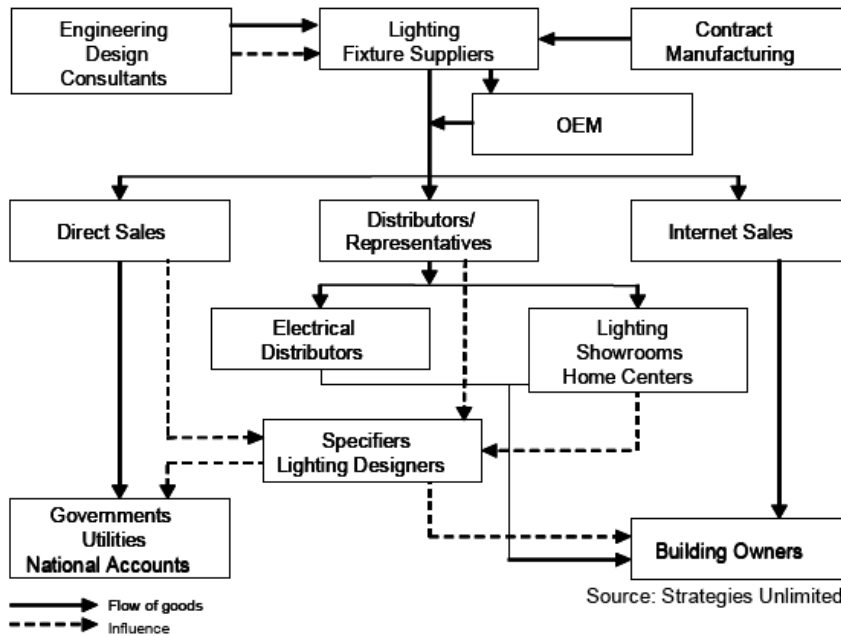 Engineering
Design
Consultants
Lighting
Fixture Suppliers
Contract
Manufacturing
OEM
Direct Sales
Distributors/
Representatives
Internet Sales
Electrical
Distributors
Lighting
Showrooms
Home Centers
Specifiers
Lighting Designers
Governments
Utilities
National Accounts
Building Owners
Source: Strategies Unlimited
Flow of goods
Influence